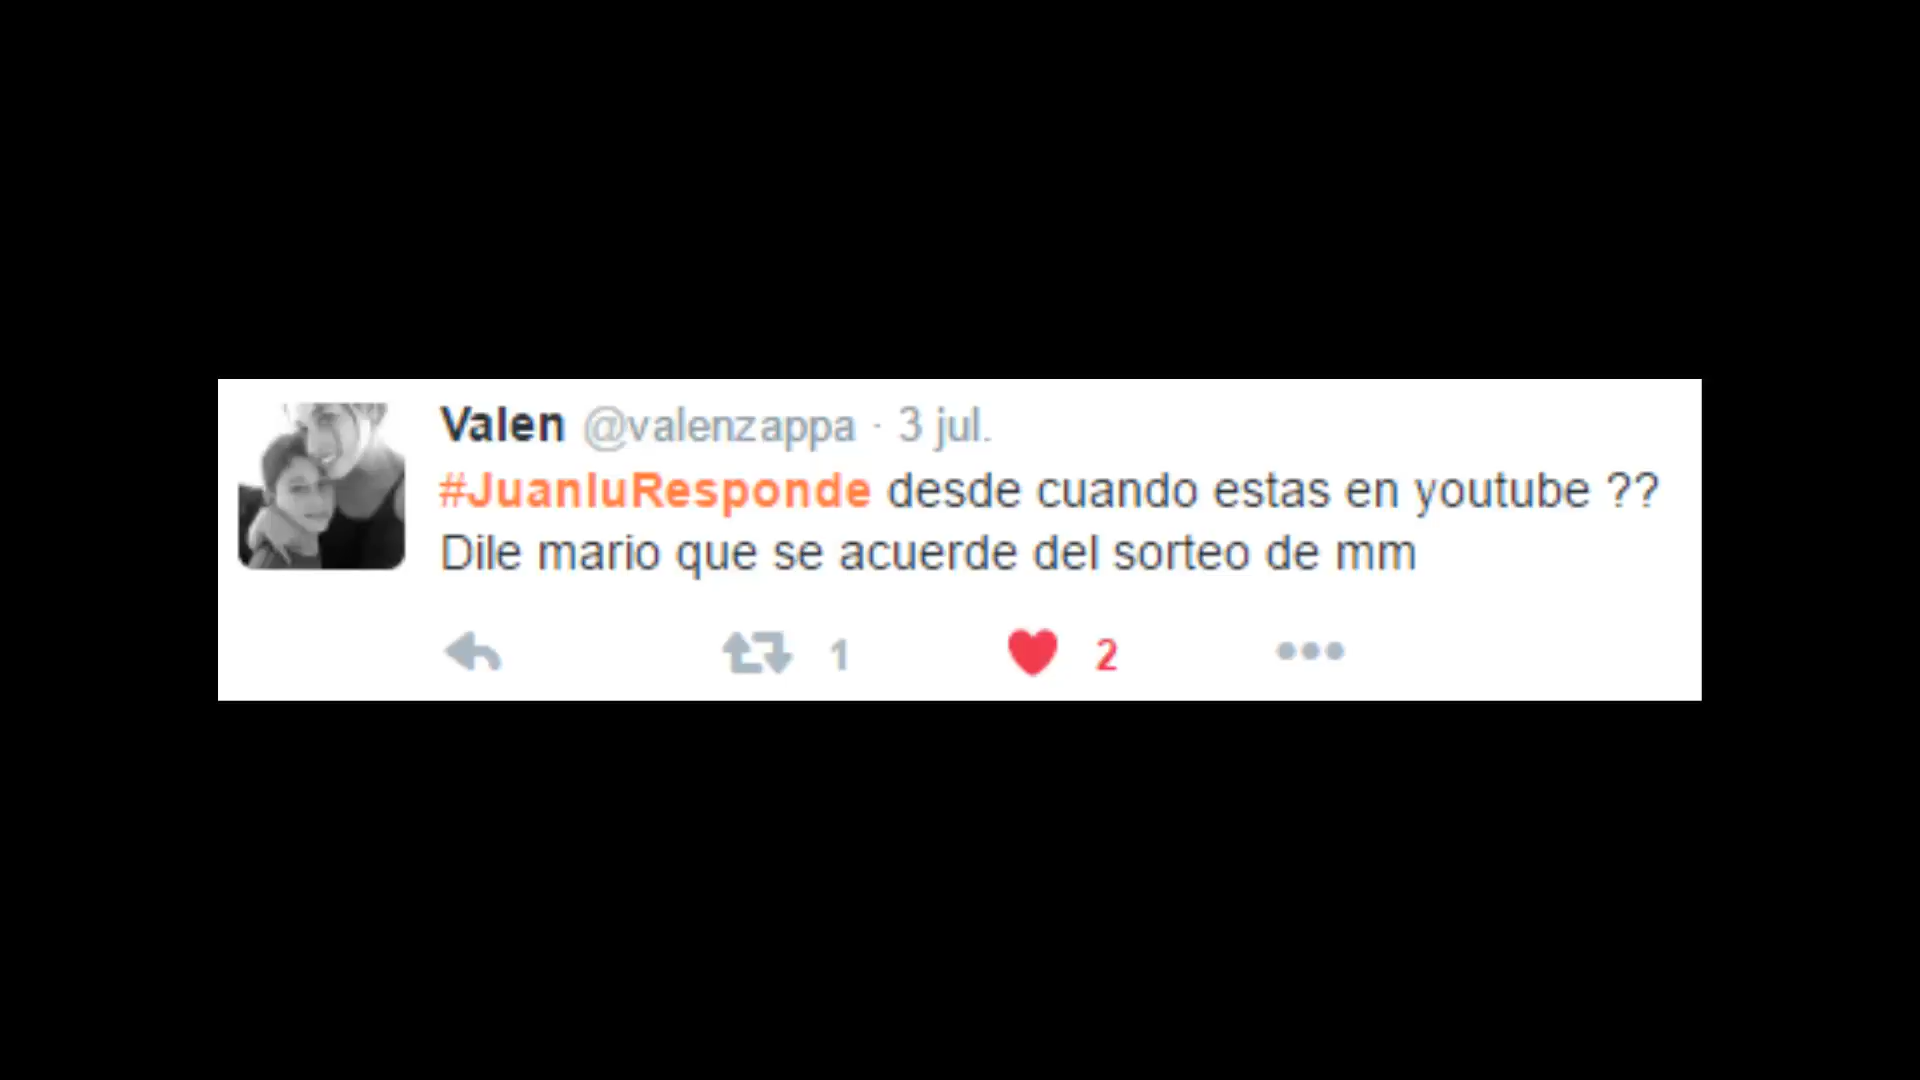 Valen @valenzappa · 3 jul.
#JuanluResponde desde cuando estas en youtube ??
Dile mario que se acuerde del sorteo de mm
1 2